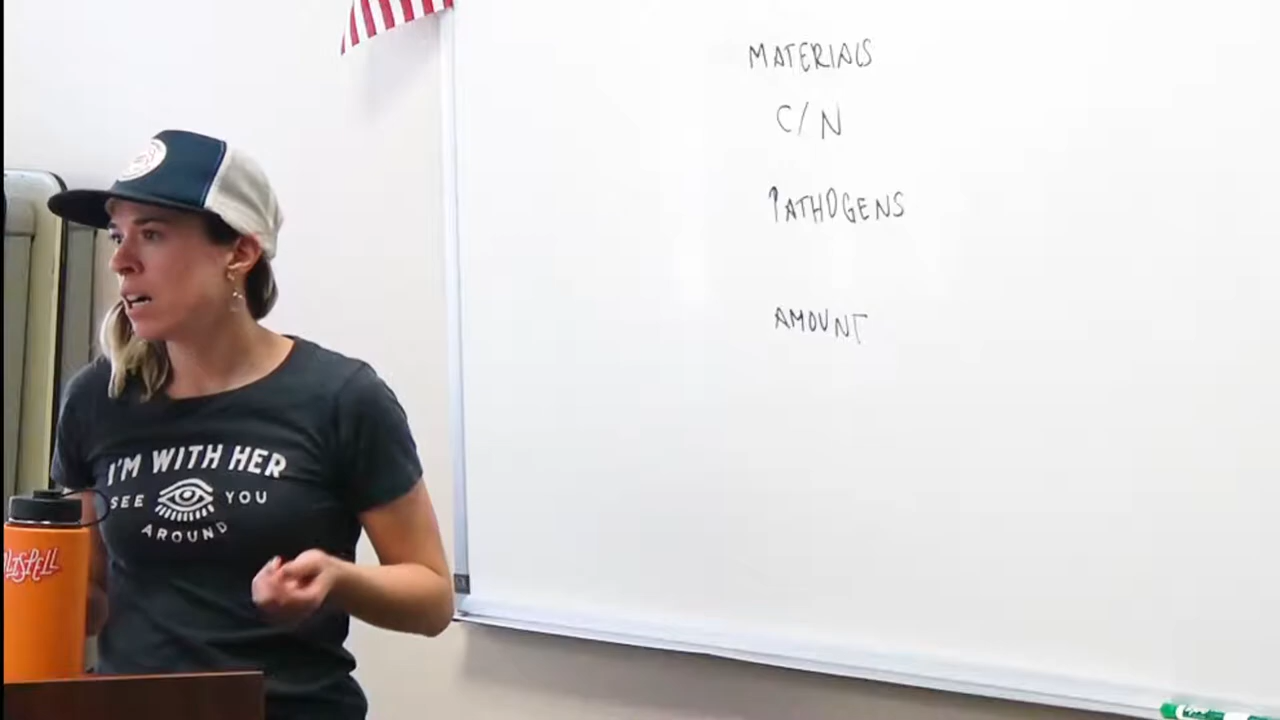 MATERIALS
C/N
PATHOGENS
AMOUNT
I'M WITH HER
SEE YOU
AROUND